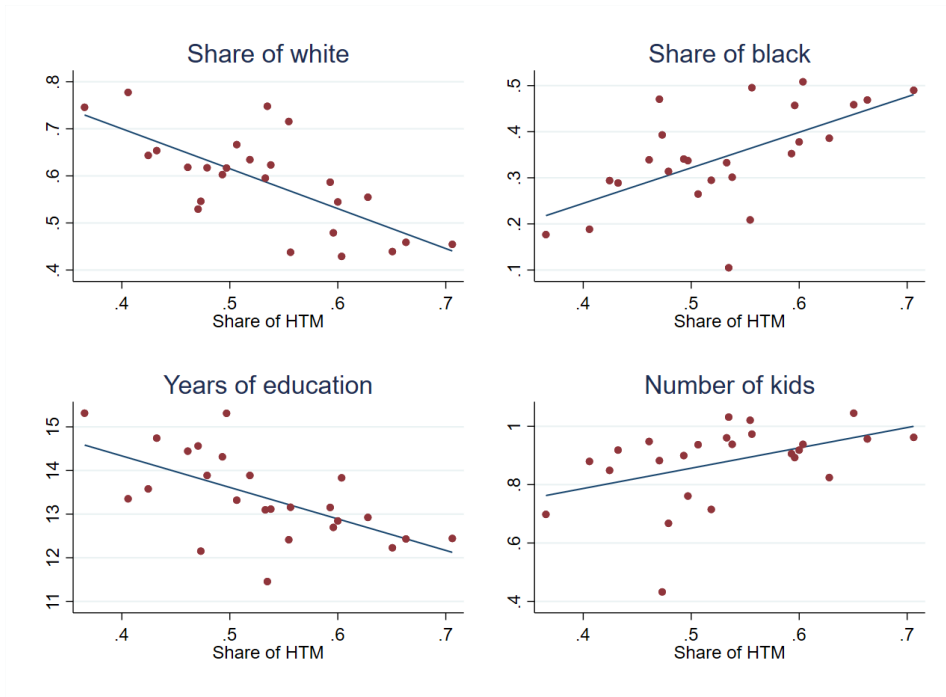 Share of white
.8
.7
.6
.5
.4
.4 .5 .6 .7
Share of HTM
Share of black
.5
.4
.3
.2
.1
.4 .5 .6 .7
Share of HTM
Years of education
15
14
13
12
11
.4 .5 .6 .7
Share of HTM
Number of kids
1
.8
.6
.4
.4 .5 .6 .7
Share of HTM